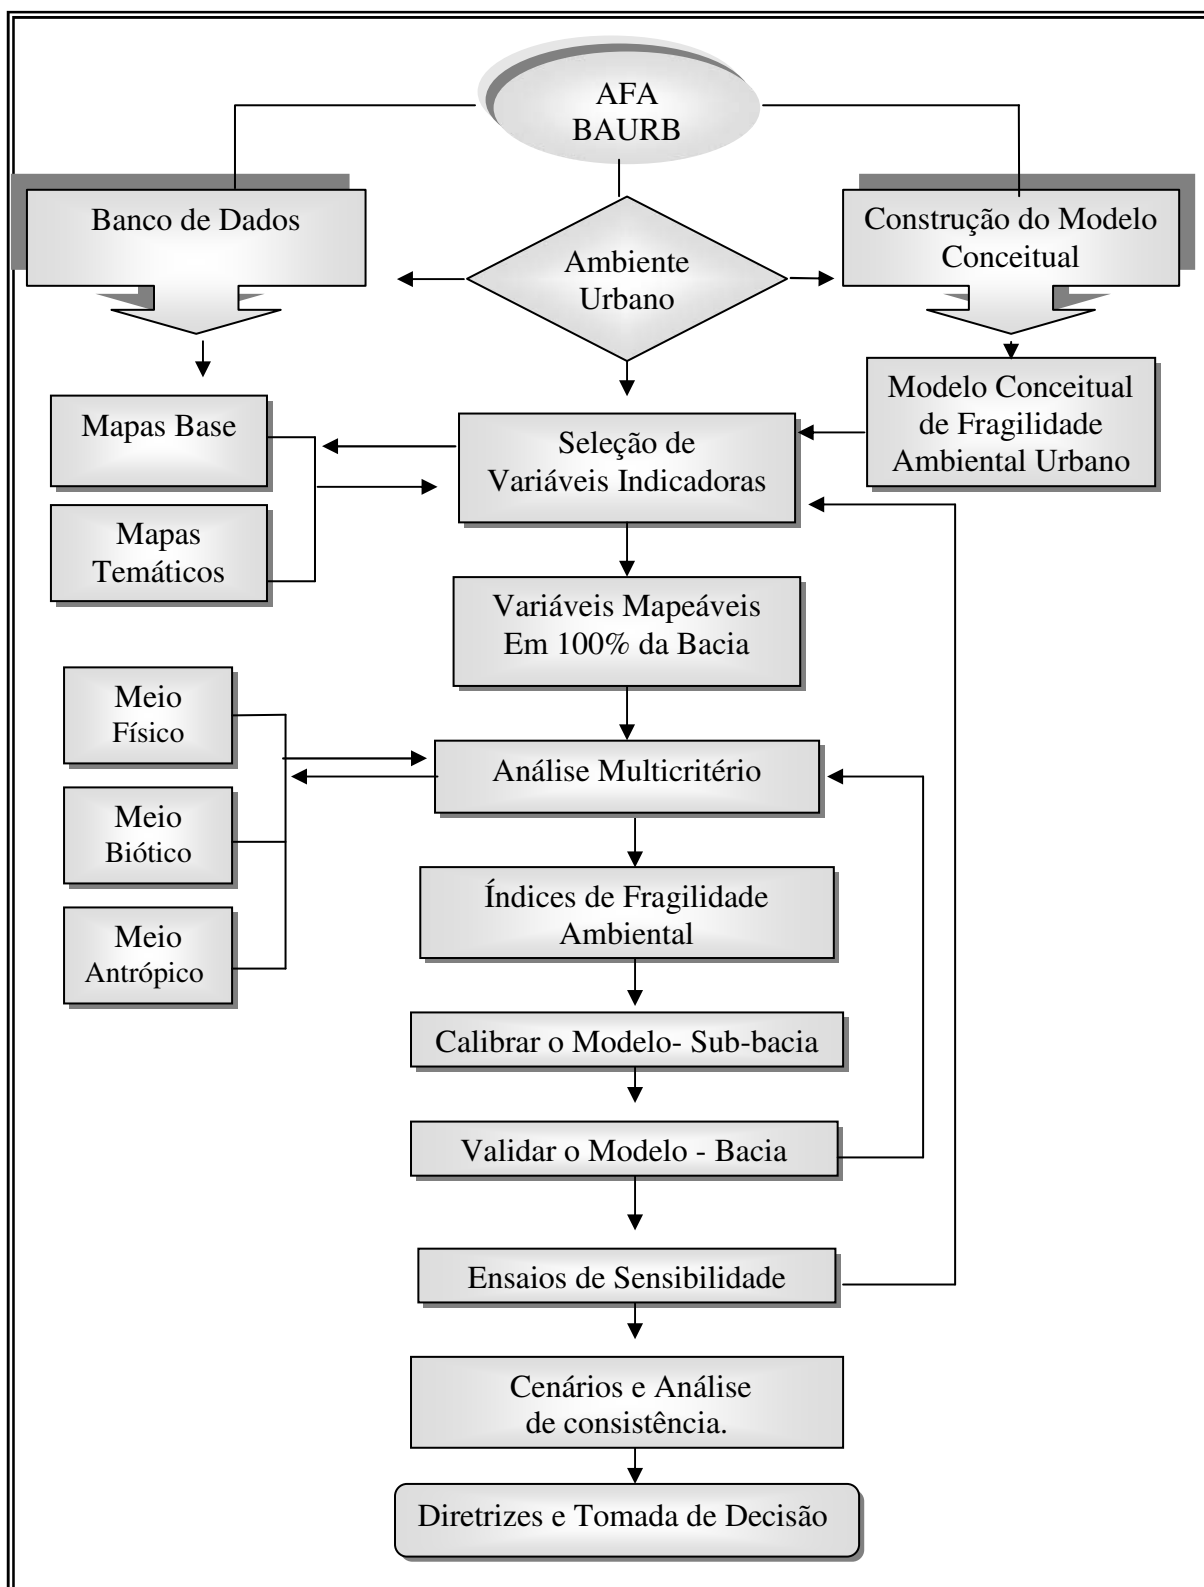 AFA
BAURB
Banco de Dados
Ambiente
Urbano
Construção do Modelo
Conceitual
Mapas Base
Seleção de
Variáveis Indicadoras
Modelo Conceitual
de Fragilidade
Ambiental Urbano
Mapas
Temáticos
Variáveis Mapeáveis
Em 100% da Bacia
Meio
Físico
Análise Multicritério
Meio
Biótico
Índices de Fragilidade
Ambiental
Meio
Antrópico
Calibrar o Modelo- Sub-bacia
Validar o Modelo - Bacia
Ensaios de Sensibilidade
Cenários e Análise
de consistência.
Diretrizes e Tomada de Decisão